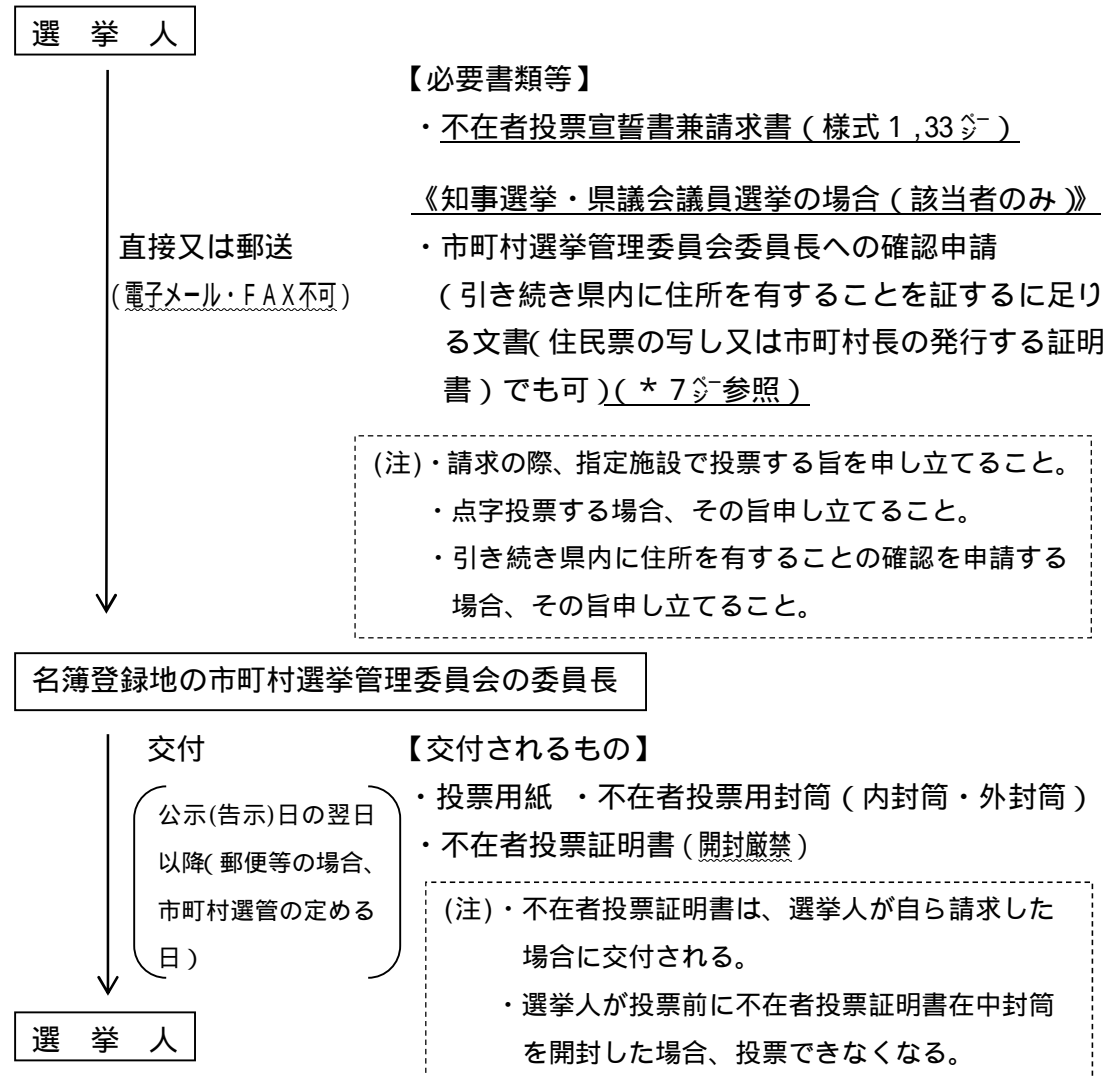 選 挙 人
【必要書類等】
・不在者投票宣誓書兼請求書(様式1,33ページ)
《知事選挙・県議会議員選挙の場合(該当者のみ)》
直接又は郵送
(電子メール・FAX不可)
・市町村選挙管理委員会委員長への確認申請
(引き続き県内に住所を有することを証するに足り
る文書(住民票の写し又は市町村長の発行する証明
書)でも可)(*7ページ参照)
(注)・請求の際、指定施設で投票する旨を申し立てること。
・点字投票する場合、その旨申し立てること。
・引き続き県内に住所を有することの確認を申請する
場合、その旨申し立てること。
名簿登録地の市町村選挙管理委員会の委員長
交付
公示(告示)日の翌日
以降(郵便等の場合、
市町村選管の定める
日)
【交付されるもの】
・投票用紙 ・不在者投票用封筒(内封筒・外封筒)
・不在者投票証明書(開封厳禁)
(注)・不在者投票証明書は、選挙人が自ら請求した
場合に交付される。
・選挙人が投票前に不在者投票証明書在中封筒
を開封した場合、投票できなくなる。
選 挙 人